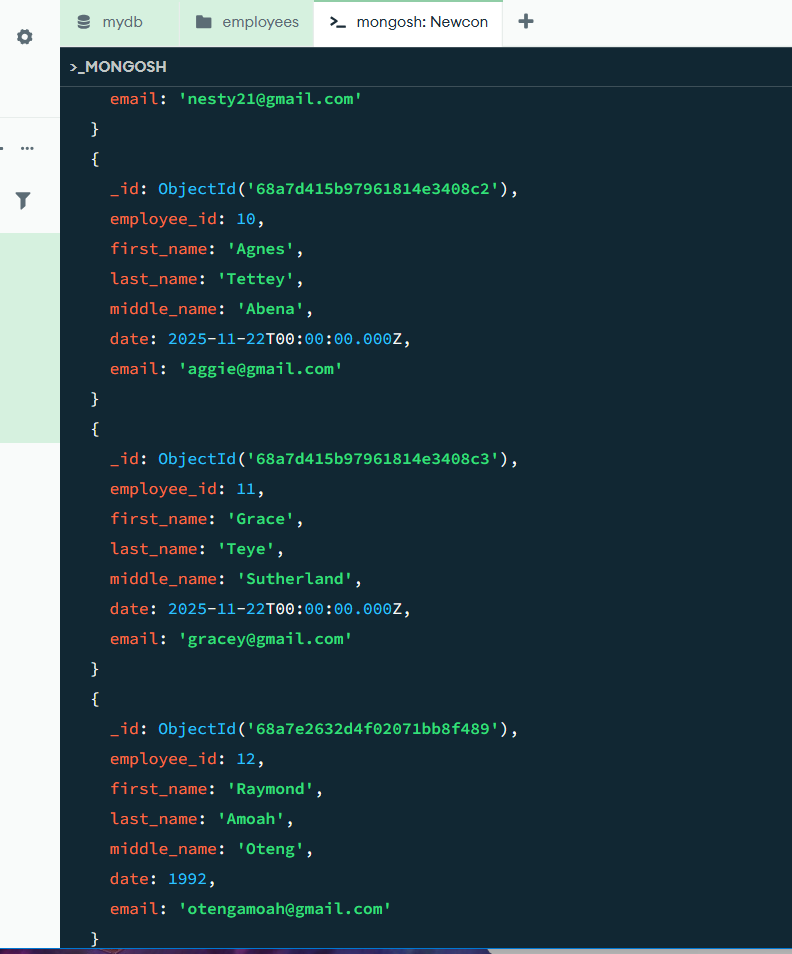 mydb
employees
>_ mongosh: Newcon
+
>_MONGOSH
email: 'nesty21@gmail.com'
}
{
_id: ObjectId('68a7d415b97961814e3408c2'),
employee_id: 10,
first_name: 'Agnes',
last_name: 'Tettey',
middle_name: 'Abena',
date: 2025-11-22T00:00:00.000Z,
email: 'aggie@gmail.com'
}
{
_id: ObjectId('68a7d415b97961814e3408c3'),
employee_id: 11,
first_name: 'Grace',
last_name: 'Teye',
middle_name: 'Sutherland',
date: 2025-11-22T00:00:00.000Z,
email: 'gracey@gmail.com'
}
{
_id: ObjectId('68a7e2632d4f02071bb8f489'),
employee_id: 12,
first_name: 'Raymond',
last_name: 'Amoah',
middle_name: 'Oteng',
date: 1992,
email: 'otengamoah@gmail.com'
}